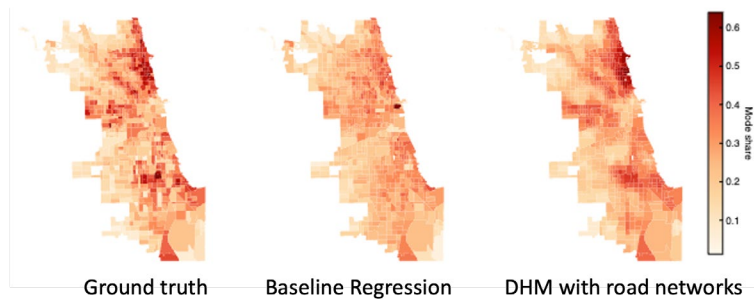 0.6
0.5
0.4
0.3
0.2
0.1
Mode share
Ground truth
Baseline Regression
DHM with road networks